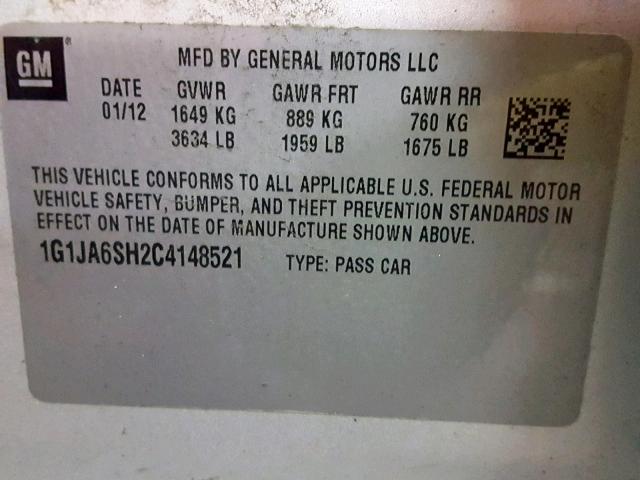 GM®
MFD BY GENERAL MOTORS LLC
DATE GVWR GAWR FRT GAWR RR
01/12 1649 KG 889 KG 760 KG
3634 LB 1959 LB 1675 LB
THIS VEHICLE CONFORMS TO ALL APPLICABLE U.S. FEDERAL MOTOR
VEHICLE SAFETY, BUMPER, AND THEFT PREVENTION STANDARDS IN
EFFECT ON THE DATE OF MANUFACTURE SHOWN ABOVE.
1G1JA6SH2C4148521 TYPE: PASS CAR